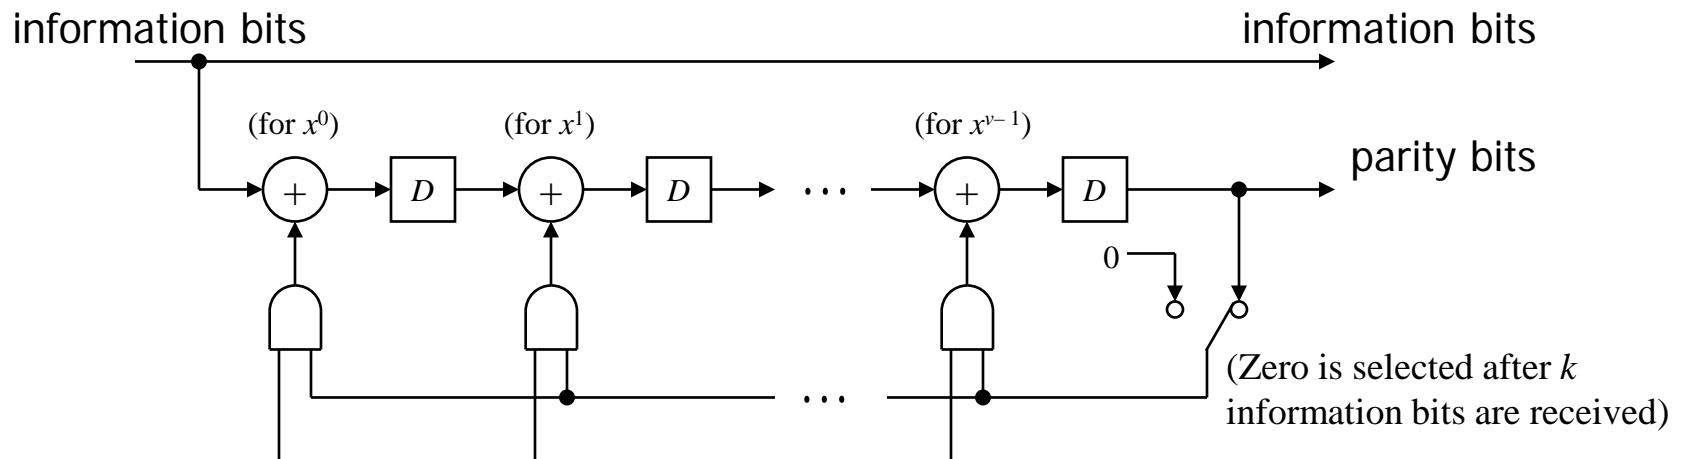 information bits
information bits
(for x⁰)
(for x¹)
(for xᵛ⁻¹)
parity bits
+
D
+
D
...
+
D
0
(Zero is selected after k
information bits are received)
...